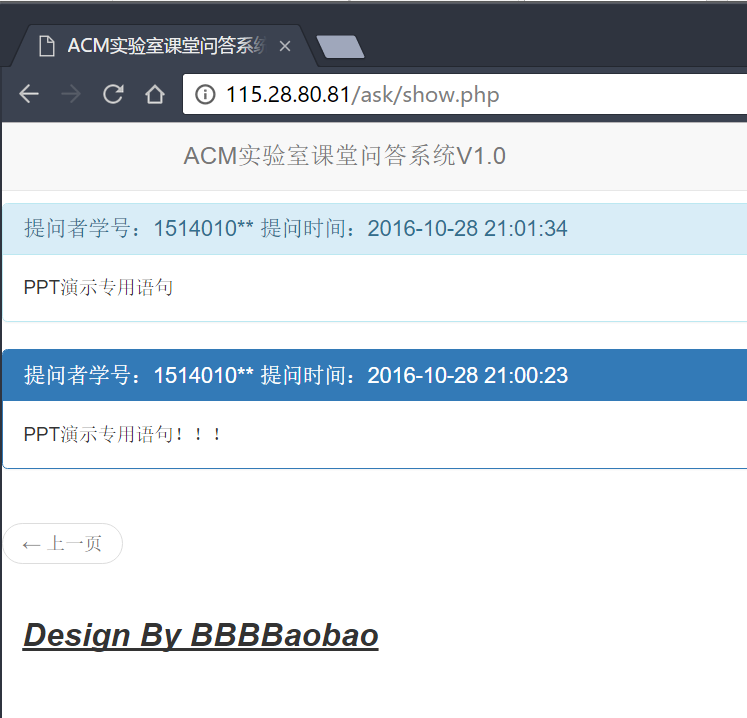 ACM实验室课堂问答系统
115.28.80.81/ask/show.php
ACM实验室课堂问答系统V1.0
提问者学号：1514010** 提问时间：2016-10-28 21:01:34
PPT演示专用语句
提问者学号：1514010** 提问时间：2016-10-28 21:00:23
PPT演示专用语句！！！
← 上一页
Design By BBBBaobao